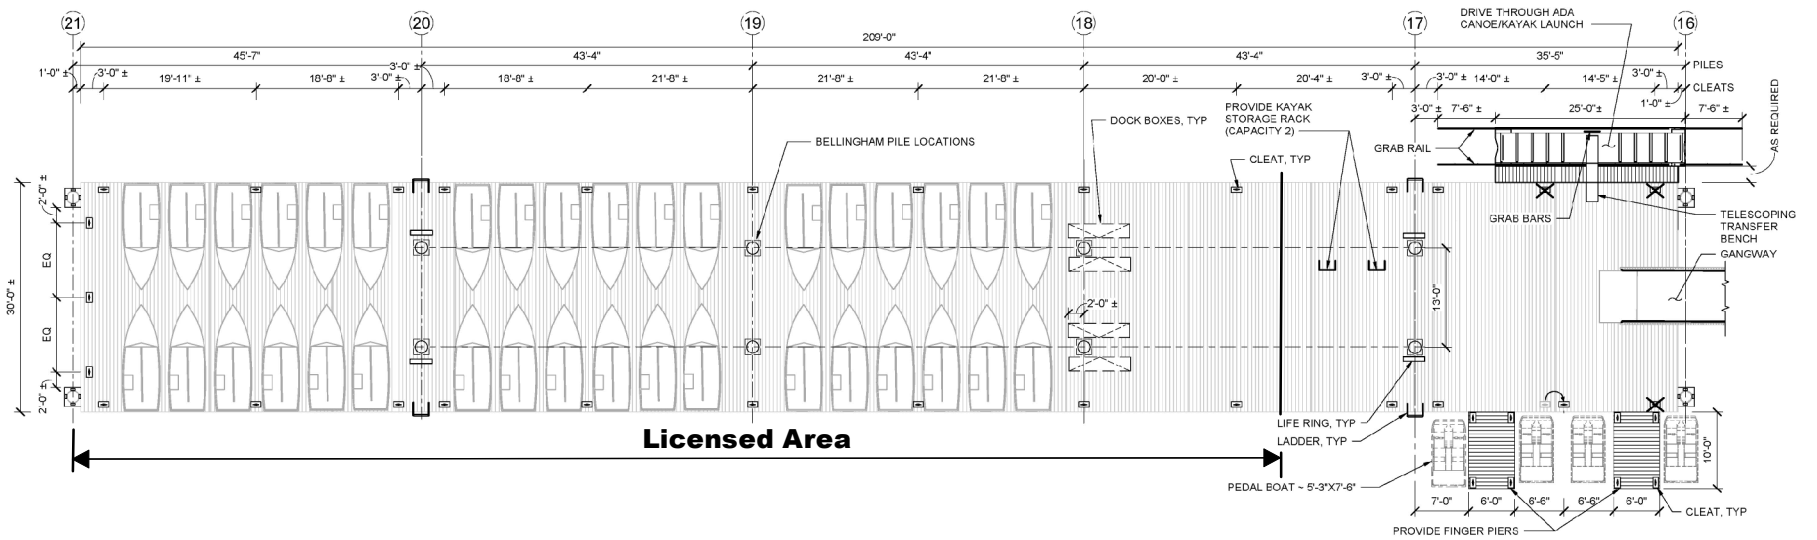 21
20
19
18
17
16
DRIVE THROUGH ADA
CANOE/KAYAK LAUNCH
209'-0"
45'-7"
43'-4"
43'-4"
43'-4"
35'-5"
PILES
1'-0" ±
3'-0" ±
19'-11" ±
18'-8" ±
3'-0" ±
3'-0" ±
18'-8" ±
21'-8" ±
21'-8" ±
21'-8" ±
20'-0" ±
20'-4" ±
3'-0" ±
3'-0" ±
14'-0" ±
14'-5" ±
3'-0" ±
CLEATS
1'-0" ±
3'-0" ±
7'-6" ±
25'-0"±
7'-6" ±
AS REQUIRED
PROVIDE KAYAK
STORAGE RACK
(CAPACITY 2)
DOCK BOXES, TYP
BELLINGHAM PILE LOCATIONS
CLEAT, TYP
GRAB RAIL
GRAB BARS
TELESCOPING
TRANSFER
BENCH
GANGWAY
30'-0" ±
2'-0" ±
EQ
EQ
2'-0" ±
2'-0" ±
13'-0"
LIFE RING, TYP
LADDER, TYP
Licensed Area
PEDAL BOAT ~ 5'-3"X7'-6"
10'-0"
7'-0"
6'-0"
6'-6"
6'-6"
6'-0"
CLEAT, TYP
PROVIDE FINGER PIERS